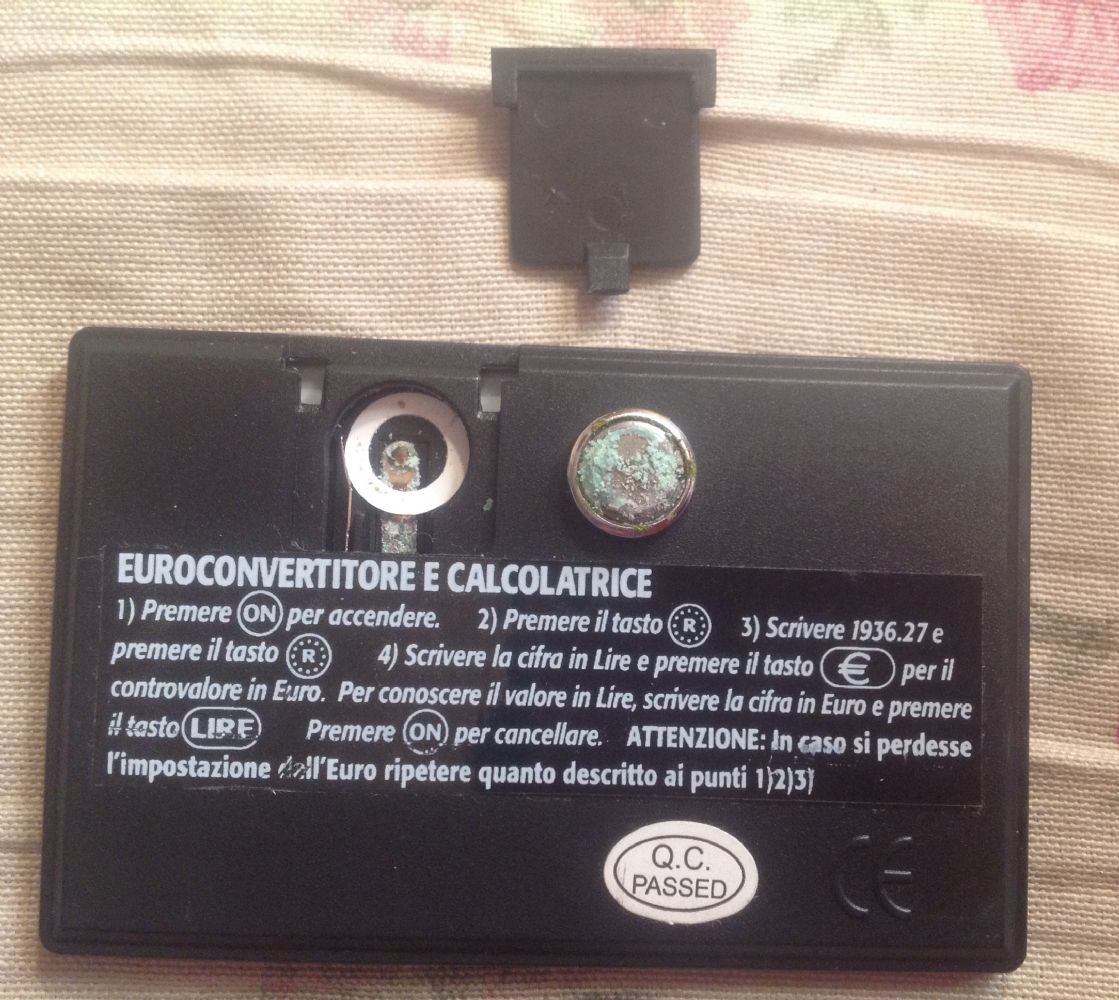 EUROCONVERTITORE E CALCOLATRICE
1) Premere ON per accendere. 2) Premere il tasto R 3) Scrivere 1936.27 e
premere il tasto R 4) Scrivere la cifra in Lire e premere il tasto € per il
controvalore in Euro. Per conoscere il valore in Lire, scrivere la cifra in Euro e premere
il tasto LIRE Premere ON per cancellare. ATTENZIONE: In caso si perdesse
l'impostazione dell'Euro ripetere quanto descritto ai punti 1)2)3)
Q.C.
PASSED
CE